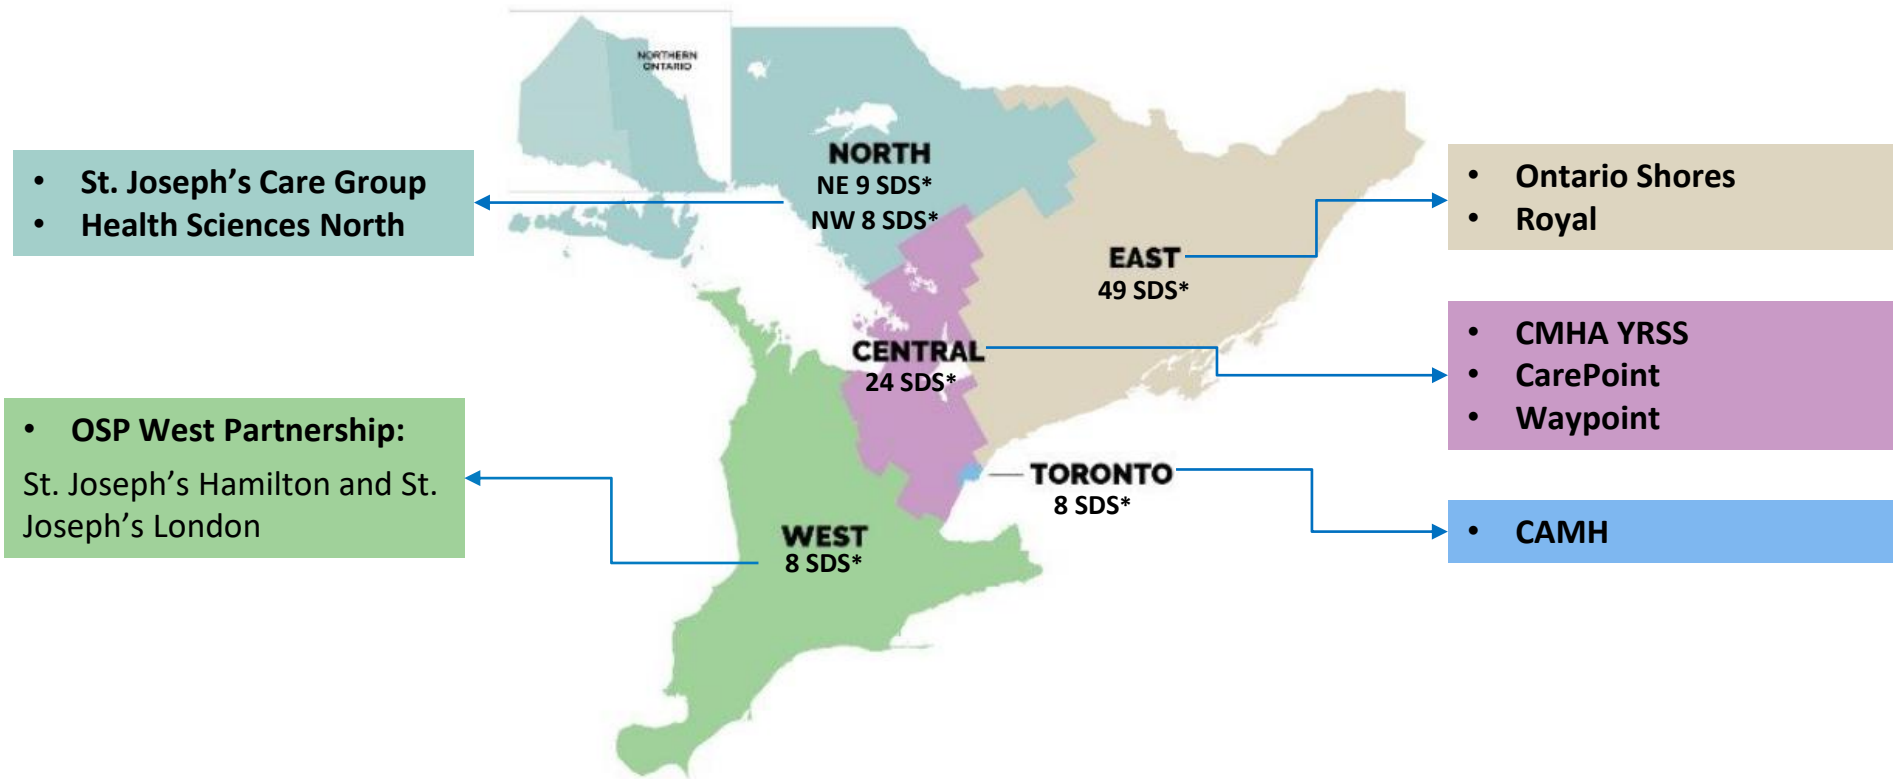 NORTHERN
ONTARIO
NORTH
NE 9 SDS*
NW 8 SDS*
• St. Joseph’s Care Group
• Health Sciences North
• Ontario Shores
• Royal
EAST
49 SDS*
CENTRAL
24 SDS*
• CMHA YRSS
• CarePoint
• Waypoint
• OSP West Partnership:
St. Joseph’s Hamilton and St.
Joseph’s London
TORONTO
8 SDS*
WEST
8 SDS*
• CAMH